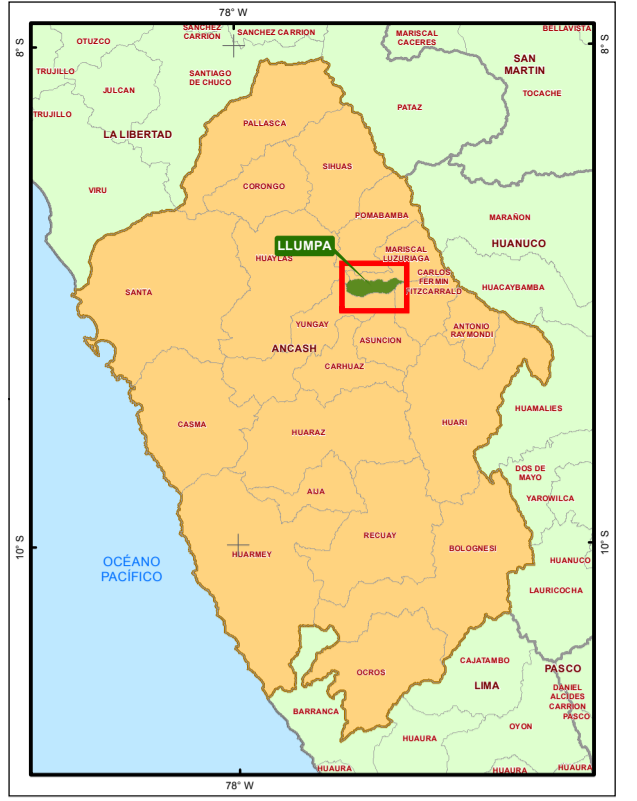 78° W
SANCHEZ
CARRIÓN
SANCHEZ CARRION
MARISCAL
CACERES
BELLAVISTA
OTUZCO
8° S
8° S
SAN
MARTIN
TRUJILLO
SANTIAGO
DE CHUCO
JULCAN
TOCACHE
PATAZ
TRUJILLO
PALLASCA
LA LIBERTAD
SIHUAS
CORONGO
VIRU
POMABAMBA
MARAÑON
LLUMPA
HUANUCO
MARISCAL
LUZURIAGA
HUAYLAS
CARLOS
FERMIN
FITZCARRALD
HUACAYBAMBA
SANTA
YUNGAY
ANTONIO
RAYMONDI
ASUNCION
ANCASH
CARHUAZ
HUAMALIES
CASMA
HUARI
HUARAZ
DOS DE
MAYO
AIJA
YAROWILCA
RECUAY
10° S
10° S
HUARMEY
BOLOGNESI
OCÉANO
PACÍFICO
HUANUCO
LAURICOCHA
CAJATAMBO
PASCO
OCROS
LIMA
DANIEL
ALCIDES
CARRION
PASCO
BARRANCA
OYON
HUAURA
HUAURA
HUAURA
HUAURA
78° W